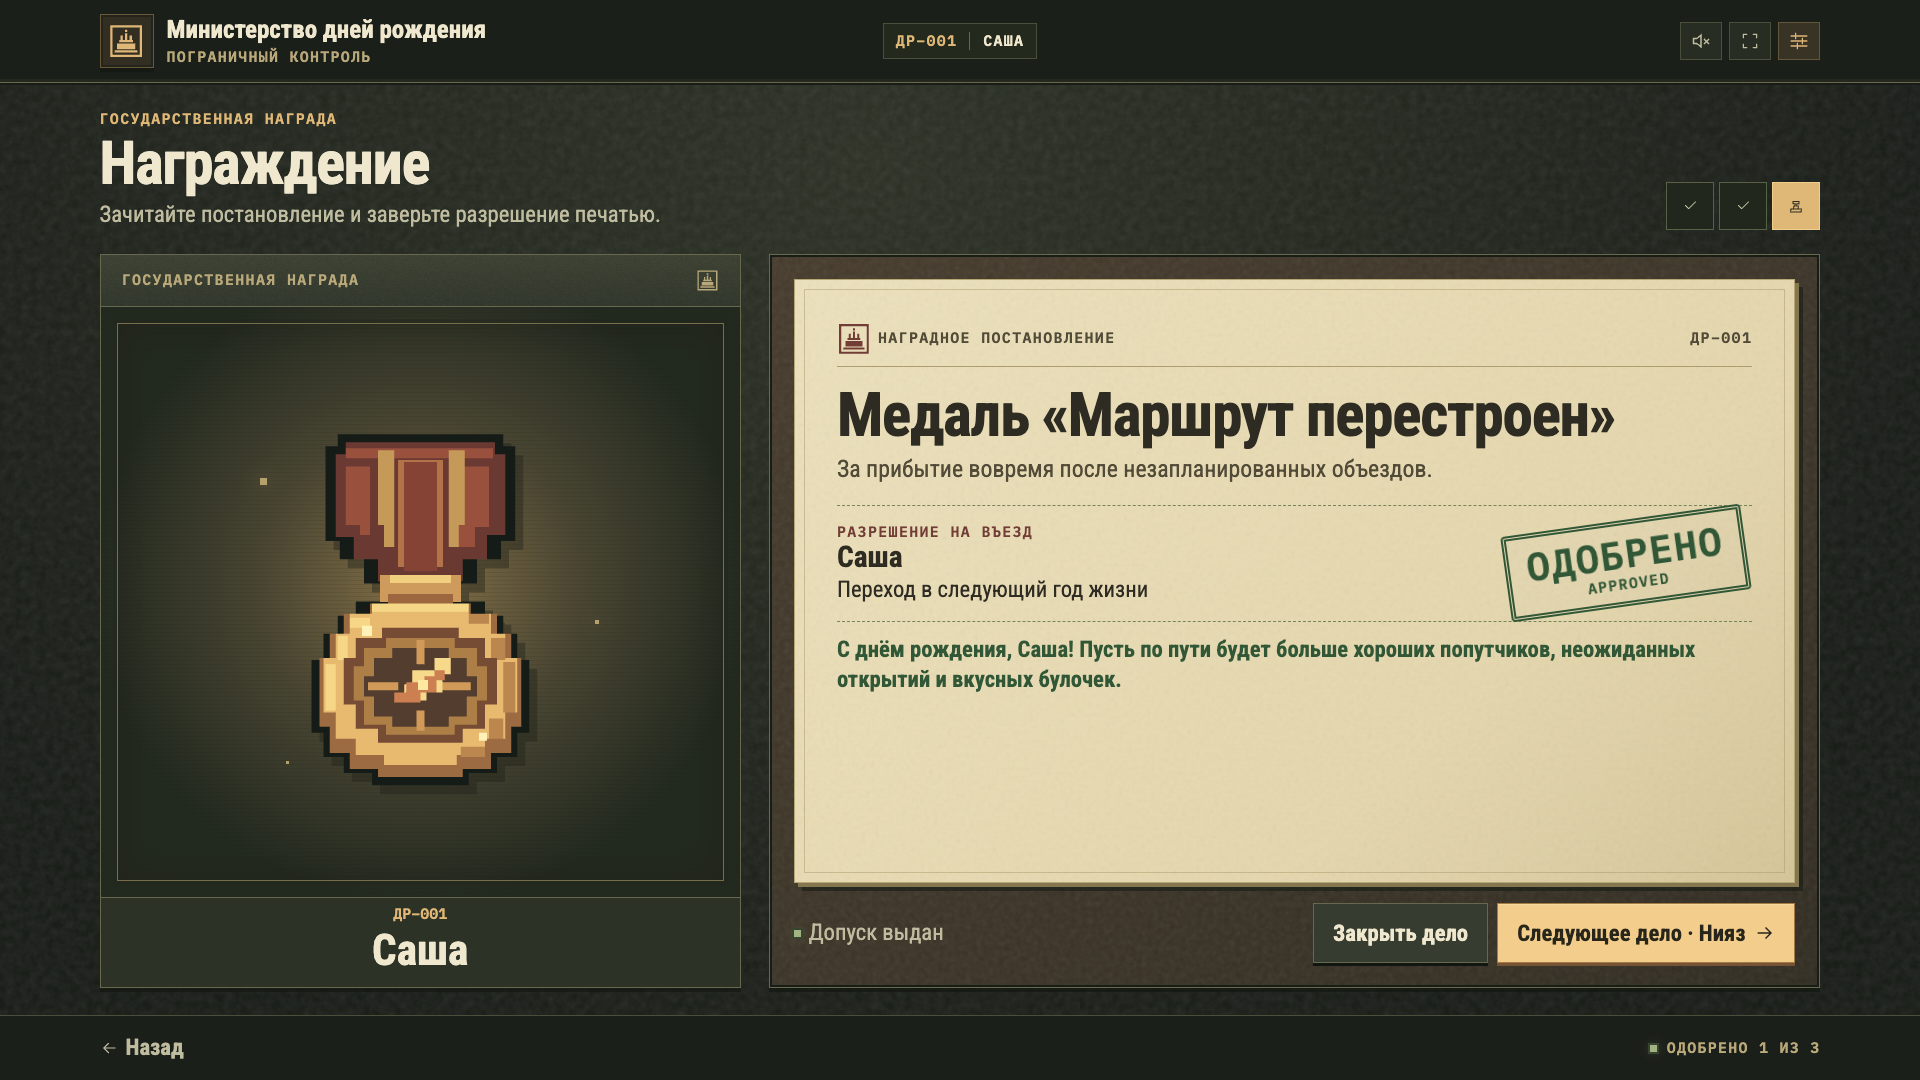 Министерство дней рождения
ПОГРАНИЧНЫЙ КОНТРОЛЬ
ДР-001 САША
ГОСУДАРСТВЕННАЯ НАГРАДА
Награждение
Зачитайте постановление и заверьте разрешение печатью.
ГОСУДАРСТВЕННАЯ НАГРАДА
ДР-001
Саша
НАГРАДНОЕ ПОСТАНОВЛЕНИЕ ДР-001
Медаль «Маршрут перестроен»
За прибытие вовремя после незапланированных объездов.
РАЗРЕШЕНИЕ НА ВЪЕЗД
Саша
Переход в следующий год жизни
ОДОБРЕНО
APPROVED
С днём рождения, Саша! Пусть по пути будет больше хороших попутчиков, неожиданных
открытий и вкусных булочек.
Допуск выдан
Закрыть дело
Следующее дело · Нияз →
← Назад
ОДОБРЕНО 1 ИЗ 3